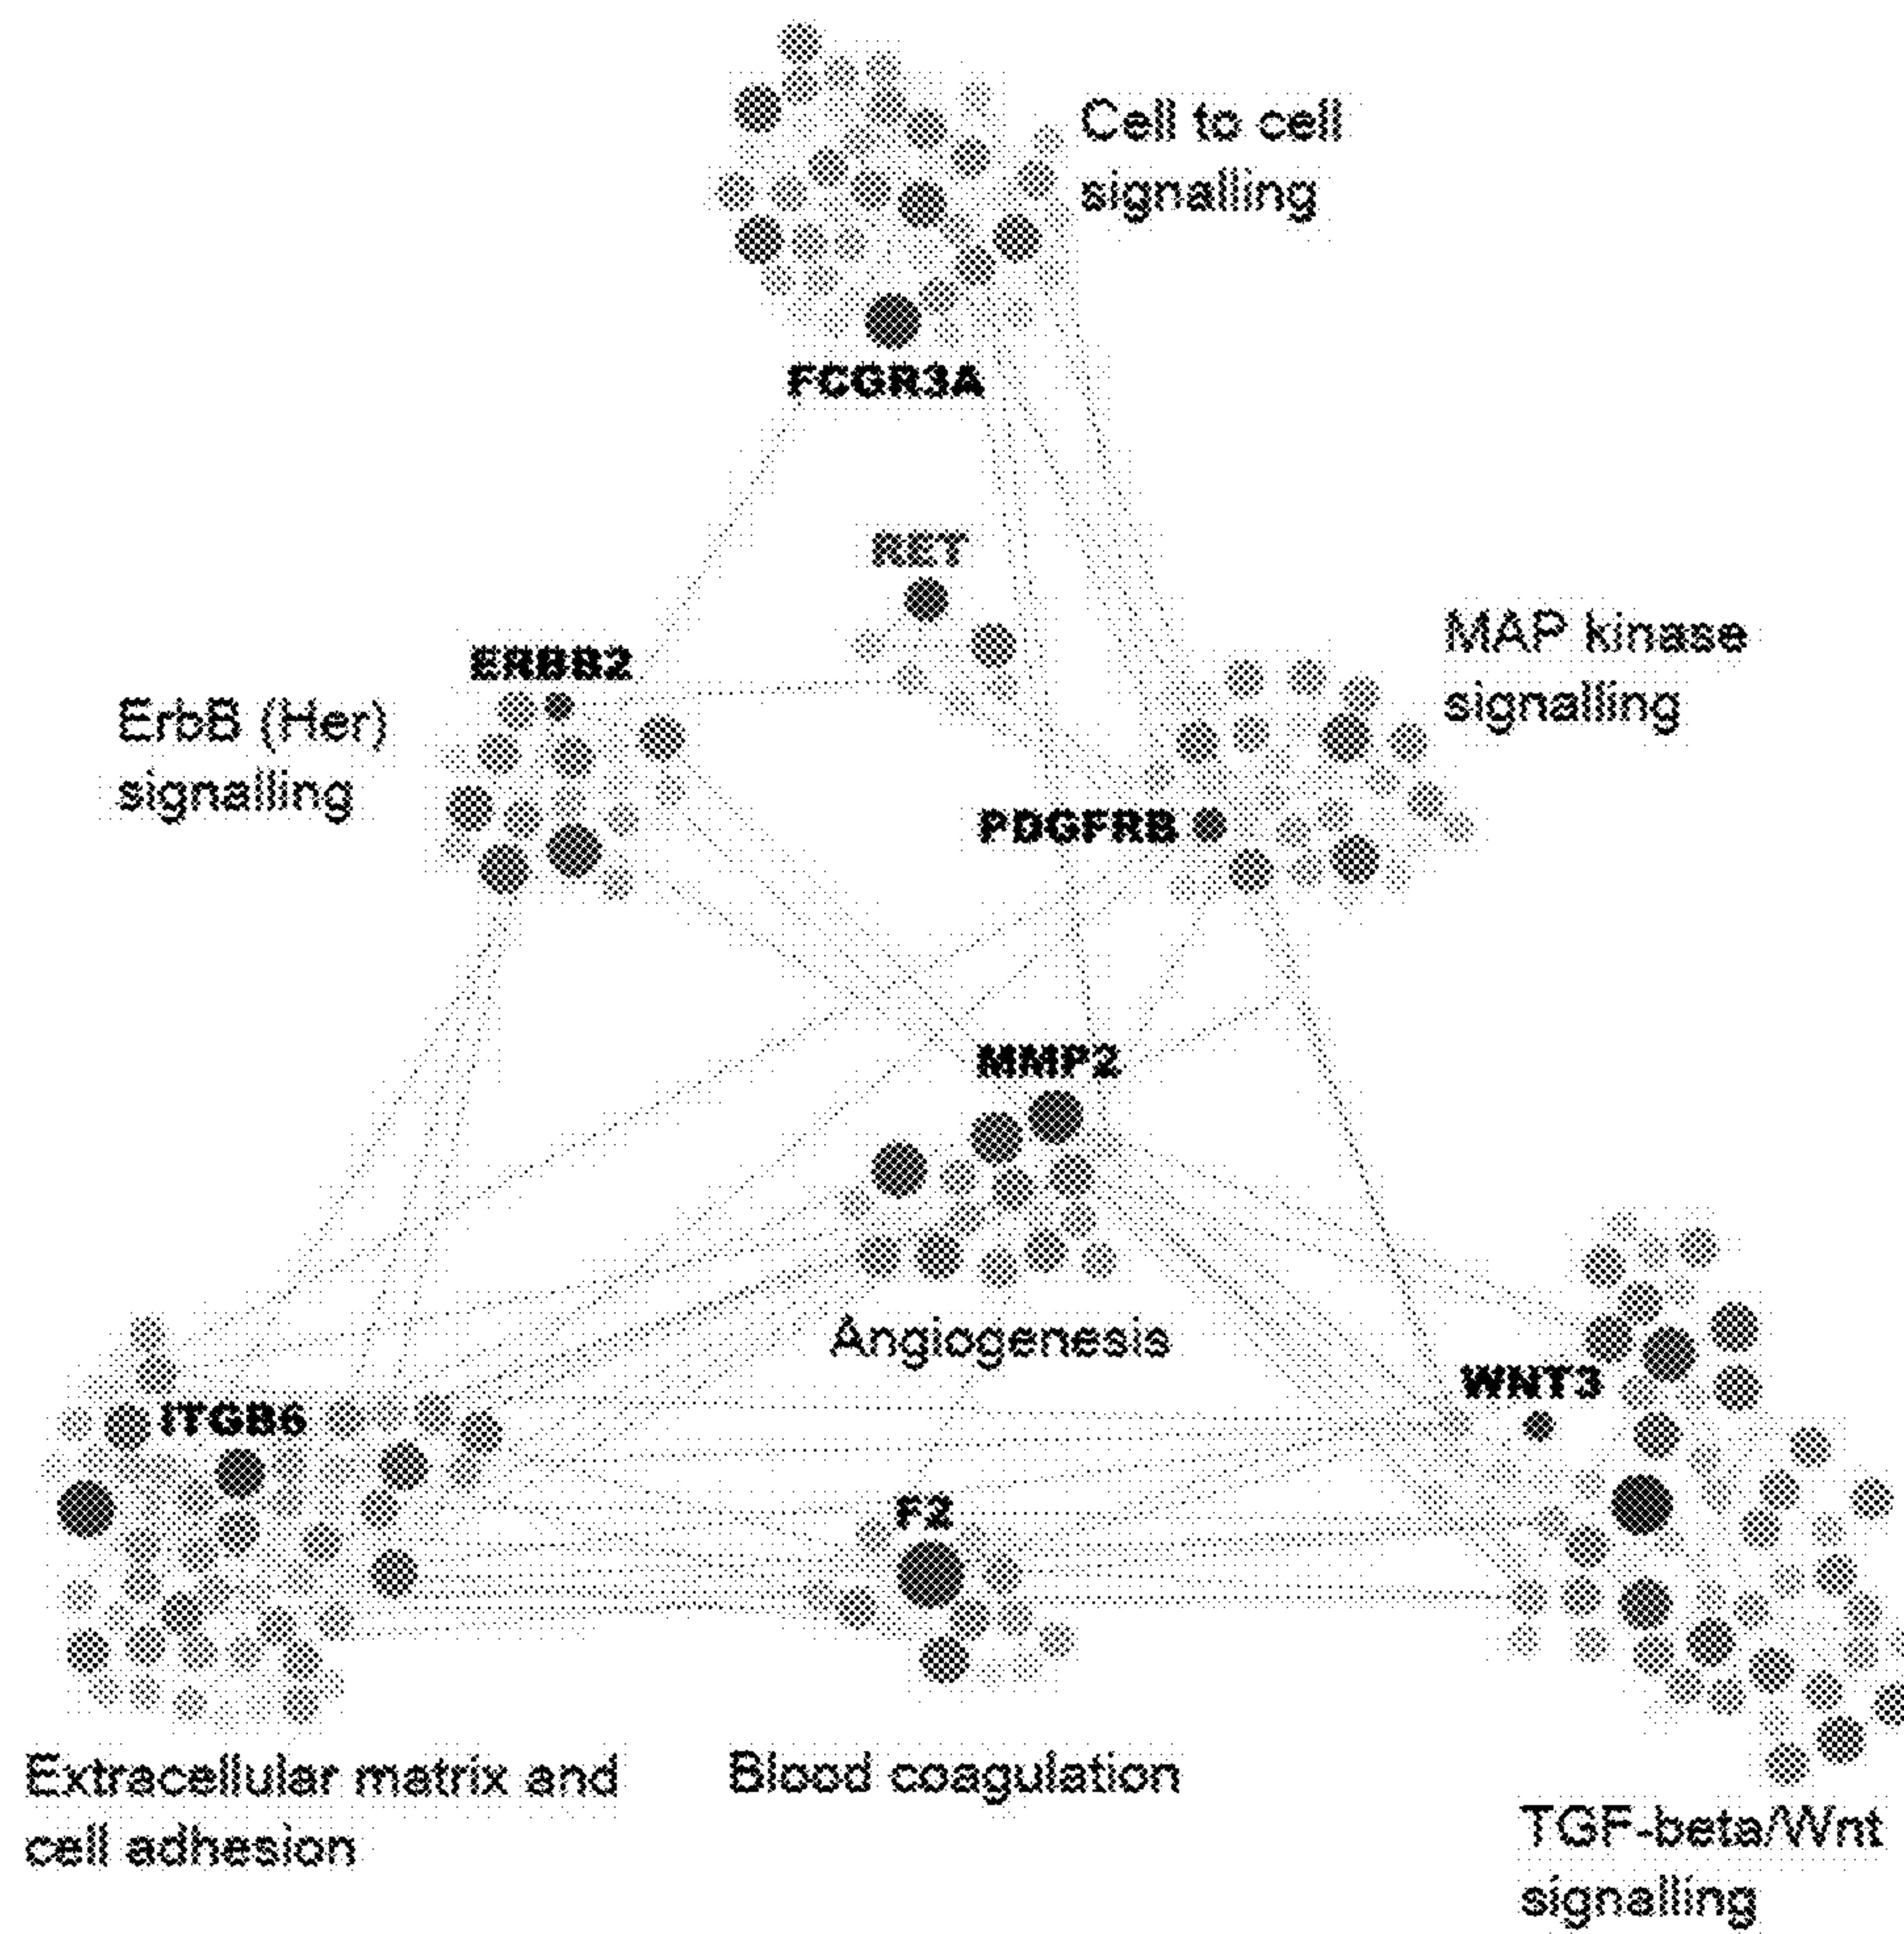 Cell to cell
signalling
FCGR3A
RET
ERBB2
ErbB (Her)
signalling
MAP kinase
signalling
PDGFRB
MMP2
Angiogenesis
WNT3
ITGB6
F2
Extracellular matrix and
cell adhesion
Blood coagulation
TGF-beta/Wnt
signalling